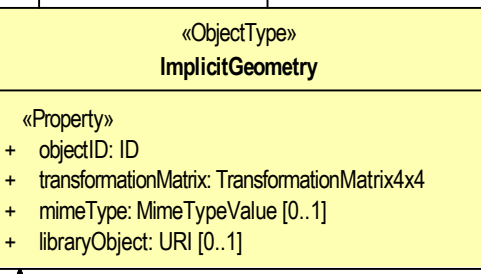 «ObjectType»
ImplicitGeometry
«Property»
+ objectID: ID
+ transformationMatrix: TransformationMatrix4x4
+ mimeType: MimeTypeValue [0..1]
+ libraryObject: URI [0..1]